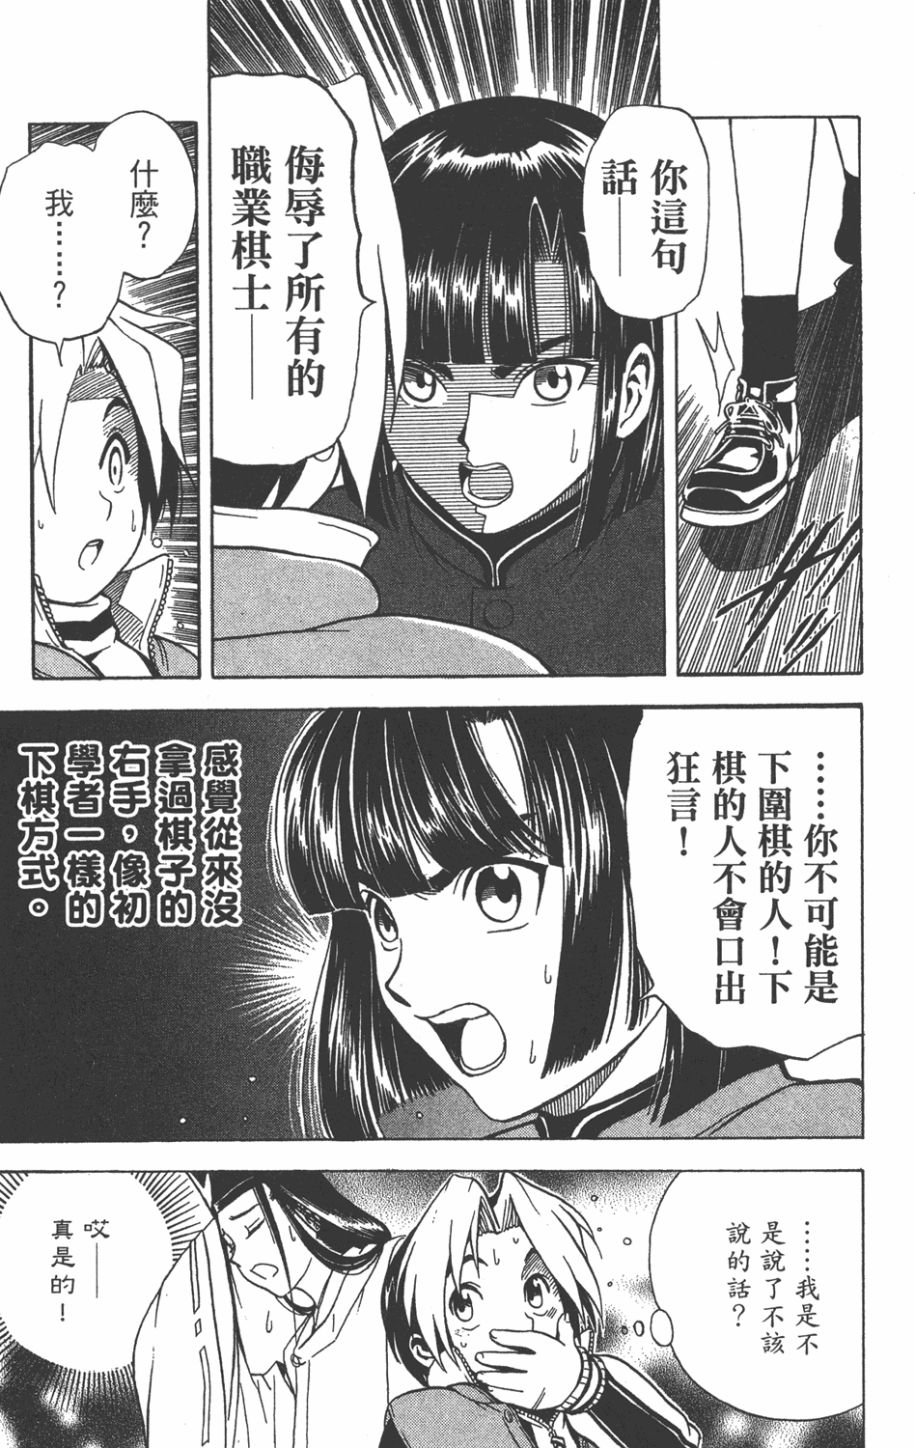 你這句
話——
侮辱了所有的
職業棋士——
什麼？
我……？
……你不可能是
下圍棋的人！下
棋的人不會口出
狂言！
感覺從來沒
拿過棋子的
右手，像初
學者一樣的
下棋方式。
……我是不
是說了不該
說的話？
哎——
真是的！